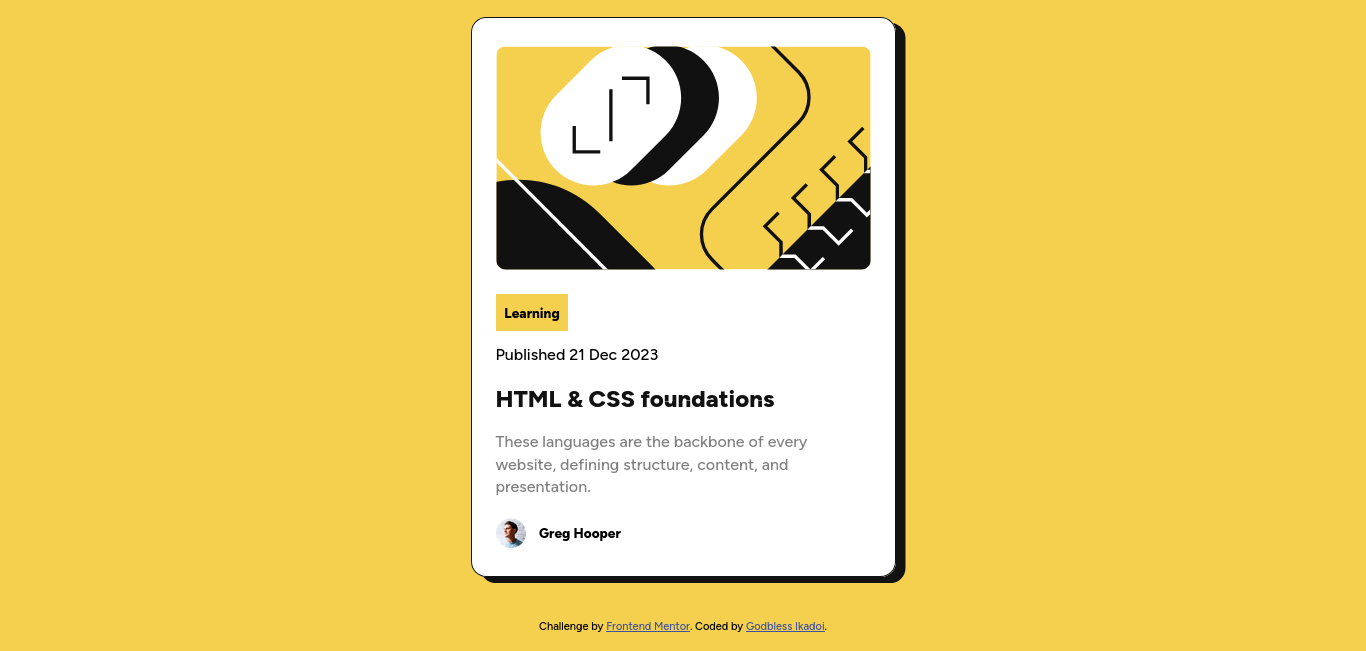 Learning
Published 21 Dec 2023
HTML & CSS foundations
These languages are the backbone of every
website, defining structure, content, and
presentation.
Greg Hooper
Challenge by Frontend Mentor. Coded by Godbless Ikadoi.